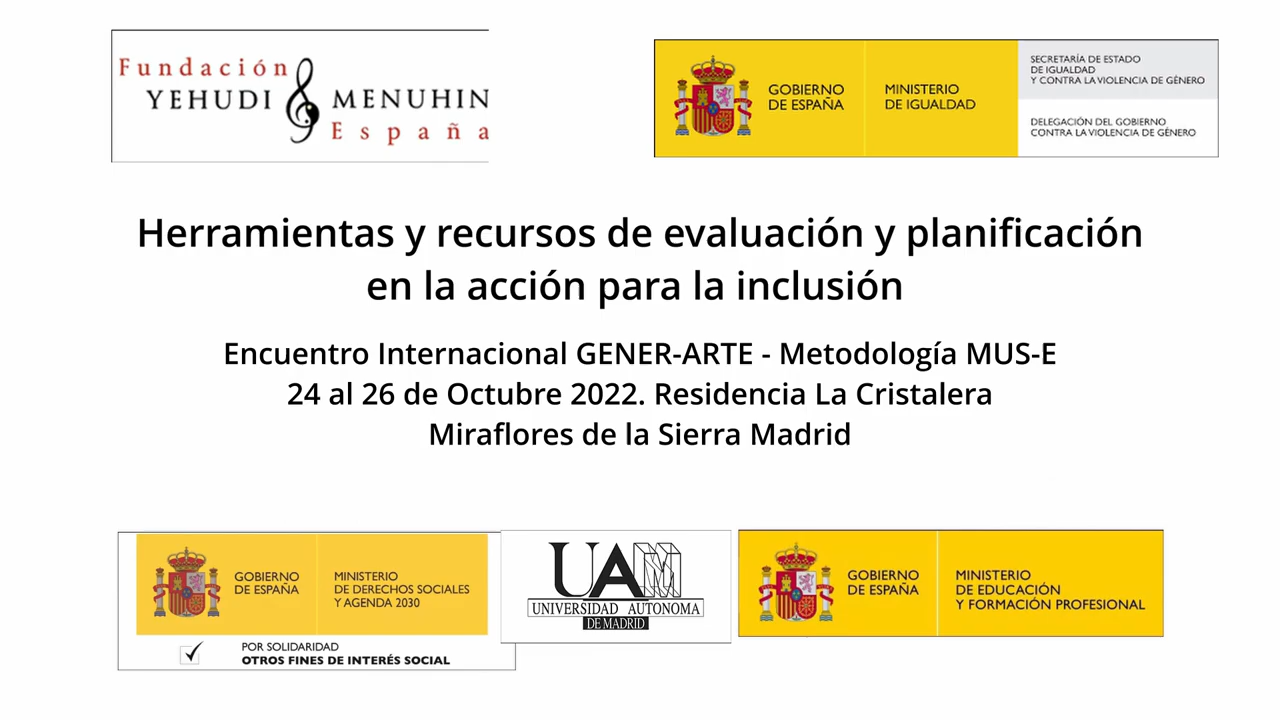 Fundación
YEHUDI MENUHIN
España
GOBIERNO
DE ESPAÑA
MINISTERIO
DE IGUALDAD
SECRETARÍA DE ESTADO
DE IGUALDAD
Y CONTRA LA VIOLENCIA DE GÉNERO
DELEGACIÓN DEL GOBIERNO
CONTRA LA VIOLENCIA DE GÉNERO
Herramientas y recursos de evaluación y planificación
en la acción para la inclusión
Encuentro Internacional GENER-ARTE - Metodología MUS-E
24 al 26 de Octubre 2022. Residencia La Cristalera
Miraflores de la Sierra Madrid
GOBIERNO
DE ESPAÑA
MINISTERIO
DE DERECHOS SOCIALES
Y AGENDA 2030
POR SOLIDARIDAD
OTROS FINES DE INTERÉS SOCIAL
UAM
UNIVERSIDAD AUTONOMA
DE MADRID
GOBIERNO
DE ESPAÑA
MINISTERIO
DE EDUCACIÓN
Y FORMACIÓN PROFESIONAL